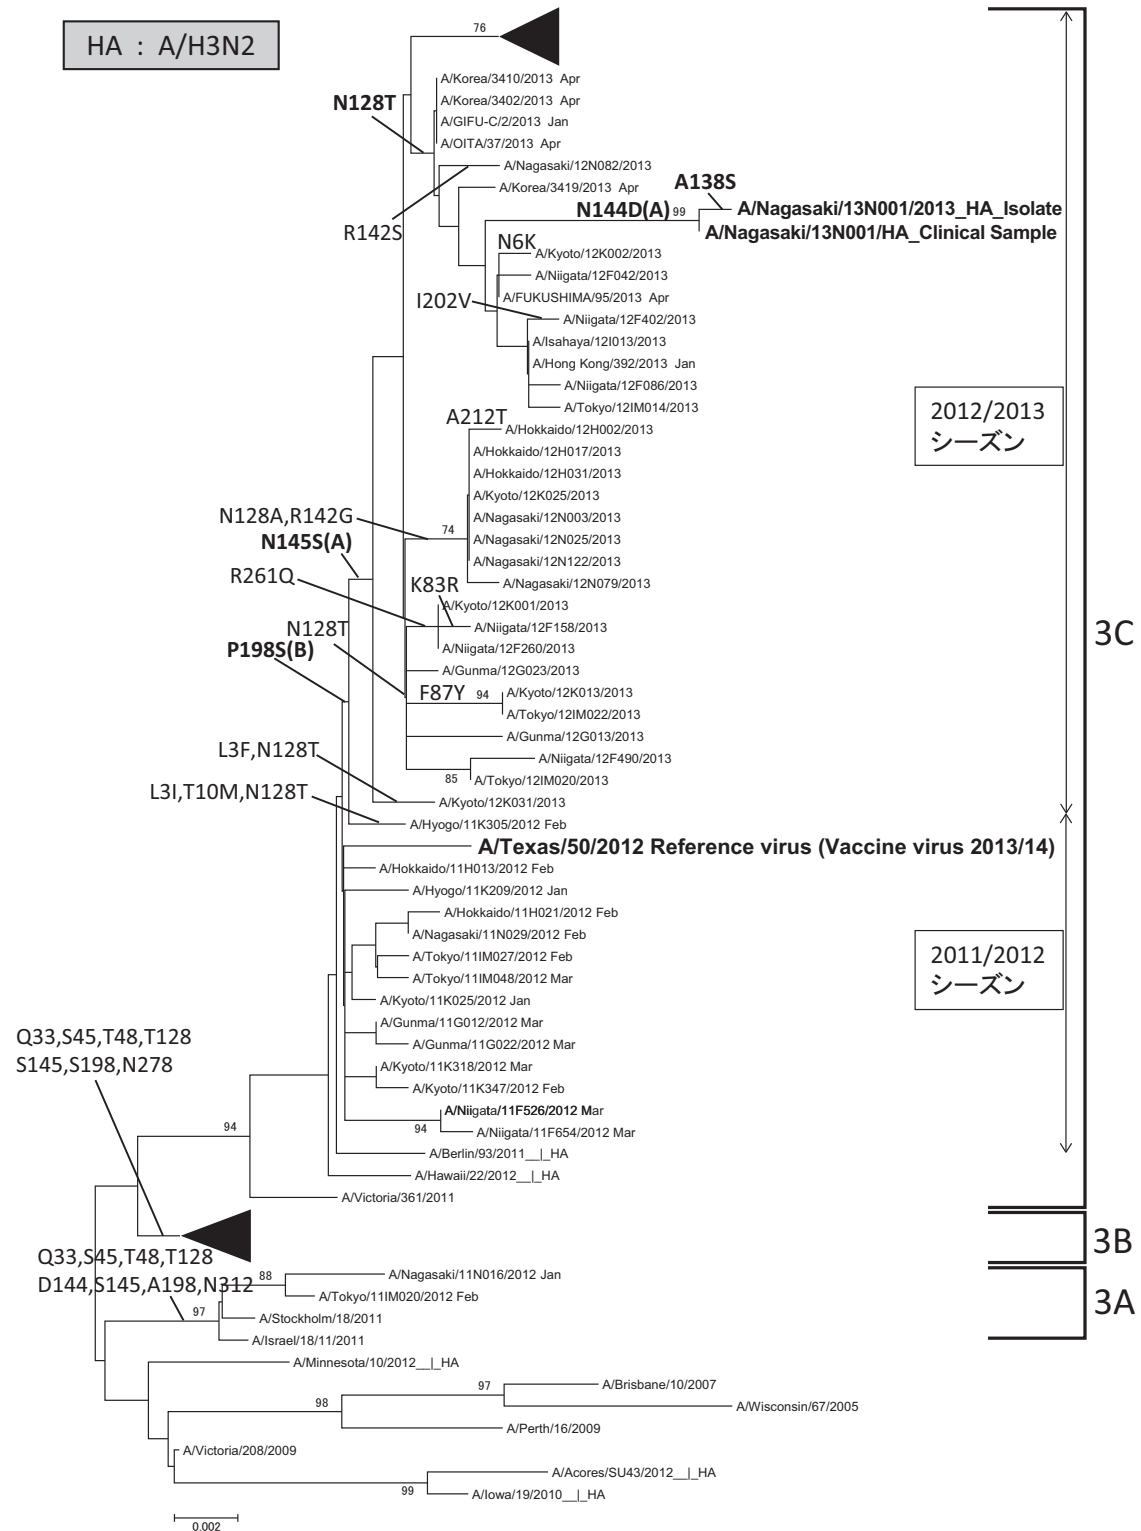 HA : A/H3N2
76
A/Korea/3410/2013 Apr
A/Korea/3402/2013 Apr
N128T
A/GIFU-C/2/2013 Jan
A/OITA/37/2013 Apr
A/Nagasaki/12N082/2013
A/Korea/3419/2013 Apr
A138S
N144D(A)
99
A/Nagasaki/13N001/2013_HA_Isolate
A/Nagasaki/13N001/HA_Clinical Sample
R142S
N6K
A/Kyoto/12K002/2013
A/Niigata/12F042/2013
A/FUKUSHIMA/95/2013 Apr
I202V
A/Niigata/12F402/2013
A/Isahaya/12I013/2013
A/Hong Kong/392/2013 Jan
A/Niigata/12F086/2013
A/Tokyo/12IM014/2013
2012/2013
シーズン
A212T
A/Hokkaido/12H002/2013
A/Hokkaido/12H017/2013
A/Hokkaido/12H031/2013
A/Kyoto/12K025/2013
N128A,R142G
A/Nagasaki/12N003/2013
74
A/Nagasaki/12N025/2013
N145S(A)
A/Nagasaki/12N122/2013
R261Q
A/Nagasaki/12N079/2013
K83R
A/Kyoto/12K001/2013
N128T
A/Niigata/12F158/2013
3C
P198S(B)
A/Niigata/12F260/2013
A/Gunma/12G023/2013
F87Y
94
A/Kyoto/12K013/2013
A/Tokyo/12IM022/2013
A/Gunma/12G013/2013
L3F,N128T
A/Niigata/12F490/2013
85
A/Tokyo/12IM020/2013
L3I,T10M,N128T
A/Kyoto/12K031/2013
A/Hyogo/11K305/2012 Feb
A/Texas/50/2012 Reference virus (Vaccine virus 2013/14)
A/Hokkaido/11H013/2012 Feb
A/Hyogo/11K209/2012 Jan
A/Hokkaido/11H021/2012 Feb
A/Nagasaki/11N029/2012 Feb
A/Tokyo/11IM027/2012 Feb
A/Tokyo/11IM048/2012 Mar
2011/2012
シーズン
A/Kyoto/11K025/2012 Jan
A/Gunma/11G012/2012 Mar
A/Gunma/11G022/2012 Mar
Q33,S45,T48,T128
S145,S198,N278
A/Kyoto/11K318/2012 Mar
A/Kyoto/11K347/2012 Feb
A/Niigata/11F526/2012 Mar
94
94
A/Niigata/11F654/2012 Mar
A/Berlin/93/2011__|_HA
A/Hawaii/22/2012__|_HA
A/Victoria/361/2011
3B
Q33,S45,T48,T128
D144,S145,A198,N312
88
A/Nagasaki/11N016/2012 Jan
A/Tokyo/11IM020/2012 Feb
3A
97
A/Stockholm/18/2011
A/Israel/18/11/2011
A/Minnesota/10/2012__|_HA
97
A/Brisbane/10/2007
98
A/Wisconsin/67/2005
A/Perth/16/2009
A/Victoria/208/2009
A/Acores/SU43/2012__|_HA
99
A/Iowa/19/2010__|_HA
0.002